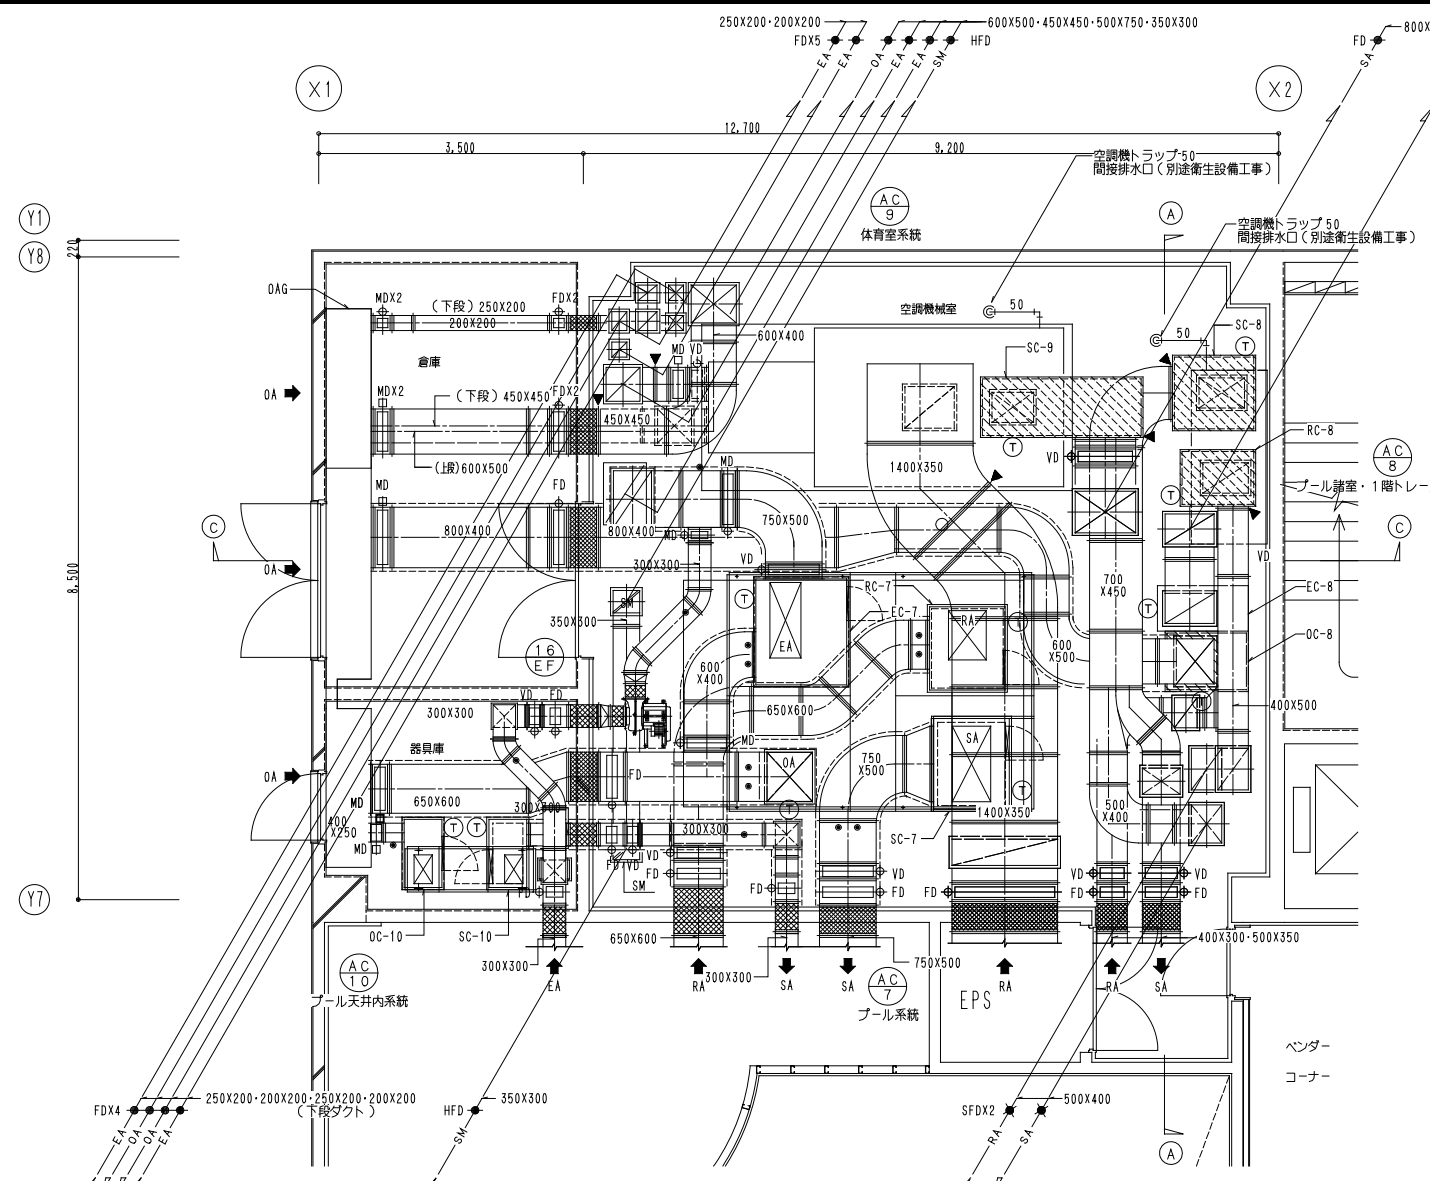 250X200・200X200
600X500・450X450・500X750・350X300
800X
FDX5
HFD
FD
EA
EA
OA
EA
EA
SM
SA
X1
X2
12,700
3,500
9,200
空調機トラップ50
間接排水口(別途衛生設備工事)
AC
9
体育室系統
A
空調機トラップ50
間接排水口(別途衛生設備工事)
Y1
Y8
220
OAG
MDX2
(下段)250X200
FDX2
200X200
空調機械室
50
50
SC-8
T
600X400
MD
VD
SC-9
倉庫
OA
MDX2
(下段)450X450
FDX2
450X450
RC-8
T
VD
AC
8
(上段)600X500
MD
1400X350
プール諸室・1階トレー
MD
FD
T
750X500
C
800X400
800X400
MD
C
VD
VD
OA
300X300
8,500
700
X450
RC-7
EC-7
EC-8
T
SM
350X300
RA
T
T
OC-8
16
EF
EA
600
X500
600
X400
T
VD
FD
300X300
650X600
400X500
器具庫
MD
SA
OA
750
X500
OA
FD
650X600
MD
300X300
T
T
1400X350
500
X400
400
X250
T
T
300X300
MD
SC-7
FD
VD
VD
FD
SM
VD
FD
FD
VD
FD
VD
FD
FD
FD
Y7
OC-10
SC-10
650X600
400X300・500X350
300X300
300X300
750X500
AC
10
プール天井内系統
EA
RA
SA
SA
AC
7
プール系統
RA
RA
SA
EPS
ベンダー
コーナー
250X200・200X200・250X200・200X200
(下段ダクト)
FDX4
HFD
350X300
SFDX2
500X400
EA
OA
OA
EA
SM
RA
SA
A